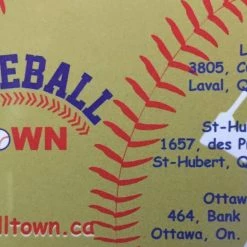 EBALL
OWN
lltown.ca
L
3805, C
Laval, Q
St-Hu
1657, des P
St-Hubert, Q
Ottaw
464, Bank
Ottawa, On.